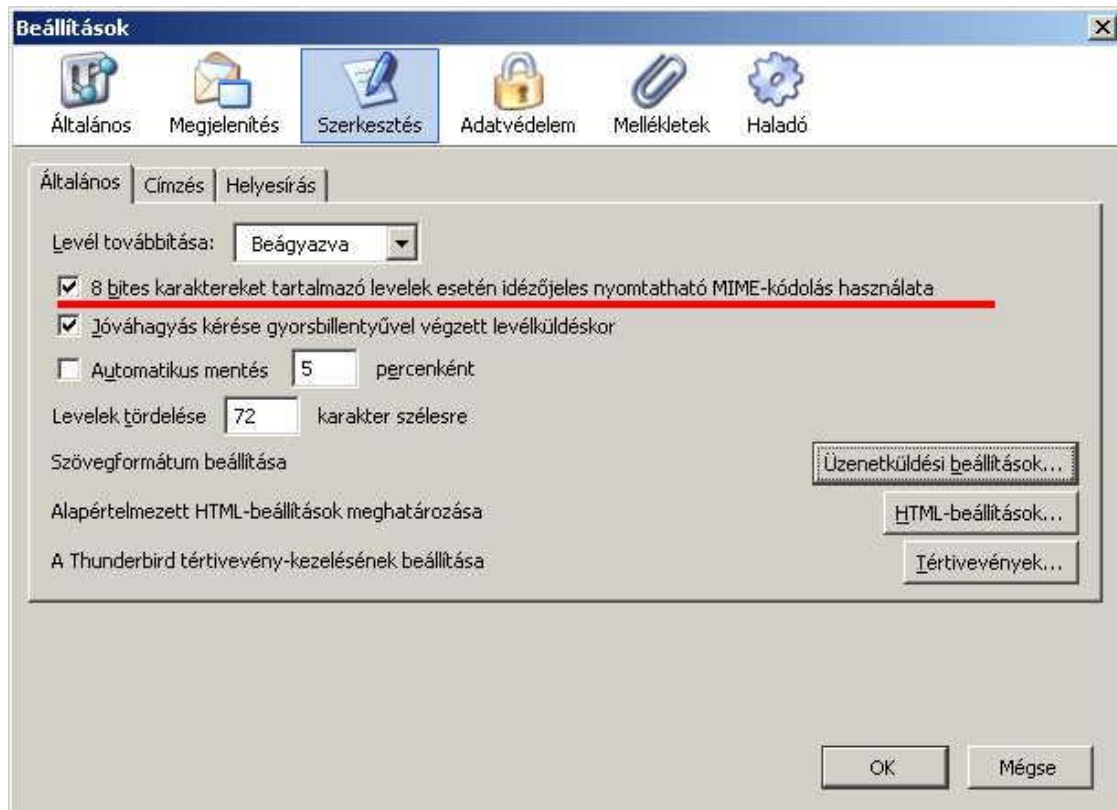 Beállítások
Általános Megjelenítés Szerkesztés Adatvédelem Mellékletek Haladó
Általános Címzés Helyesírás
Levél továbbítása: Beágyazva
8 bites karaktereket tartalmazó levelek esetén idézőjeles nyomtatható MIME-kódolás használata
Jóváhagyás kérése gyorsbillentyűvel végzett levélküldéskor
Automatikus mentés 5 percenként
Levelek tördelése 72 karakter szélesre
Szövegformátum beállítása Üzenetküldési beállítások...
Alapértelmezett HTML-beállítások meghatározása HTML-beállítások...
A Thunderbird tértivevény-kezelésének beállítása Tértivevények...
OK Mégse